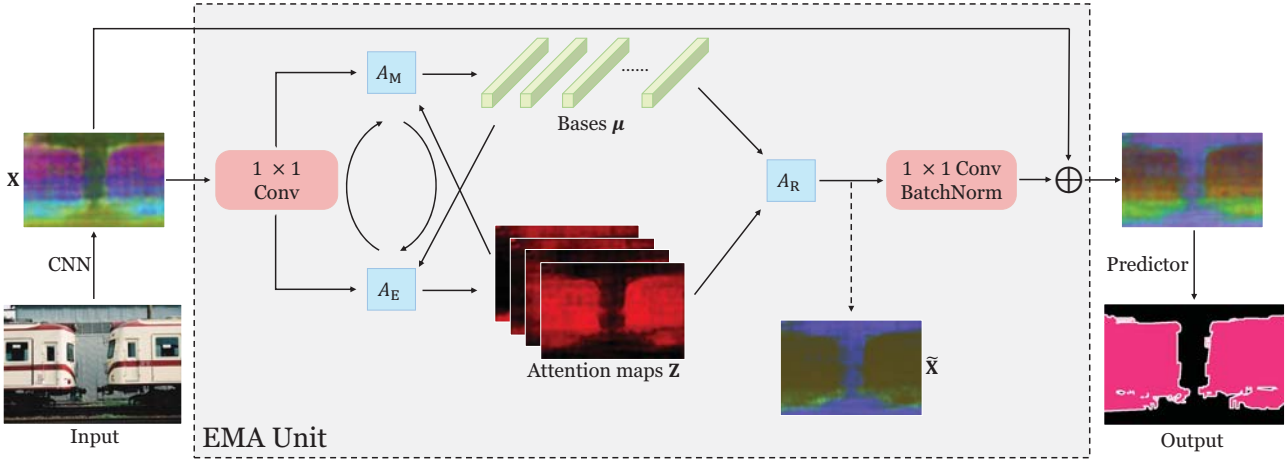 A_M
......
Bases μ
X
1 × 1
Conv
A_R
1 × 1 Conv
BatchNorm
CNN
A_E
Predictor
Attention maps Z
X̃
Input
EMA Unit
Output